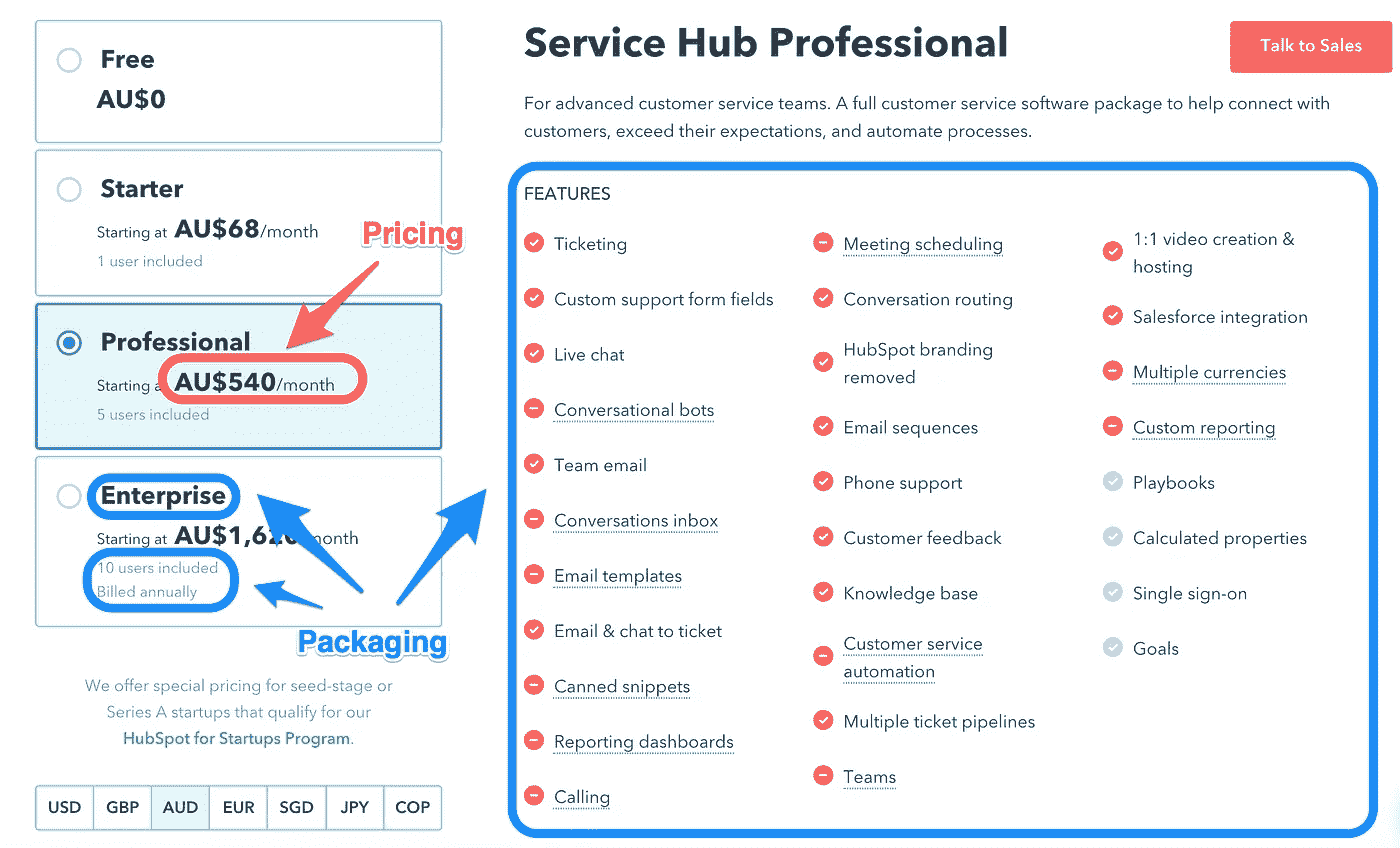 Free
AU$0
Starter
Starting at AU$68/month
1 user included
Pricing
Professional
Starting a AU$540/month
5 users included
Enterprise
Starting at AU$1,620 month
10 users included
Billed annually
Packaging
We offer special pricing for seed-stage or
Series A startups that qualify for our
HubSpot for Startups Program.
USD GBP AUD EUR SGD JPY COP
Service Hub Professional
Talk to Sales
For advanced customer service teams. A full customer service software package to help connect with
customers, exceed their expectations, and automate processes.
FEATURES
Ticketing
Custom support form fields
Live chat
Conversational bots
Team email
Conversations inbox
Email templates
Email & chat to ticket
Canned snippets
Reporting dashboards
Calling
Meeting scheduling
Conversation routing
HubSpot branding
removed
Email sequences
Phone support
Customer feedback
Knowledge base
Customer service
automation
Multiple ticket pipelines
Teams
1:1 video creation &
hosting
Salesforce integration
Multiple currencies
Custom reporting
Playbooks
Calculated properties
Single sign-on
Goals